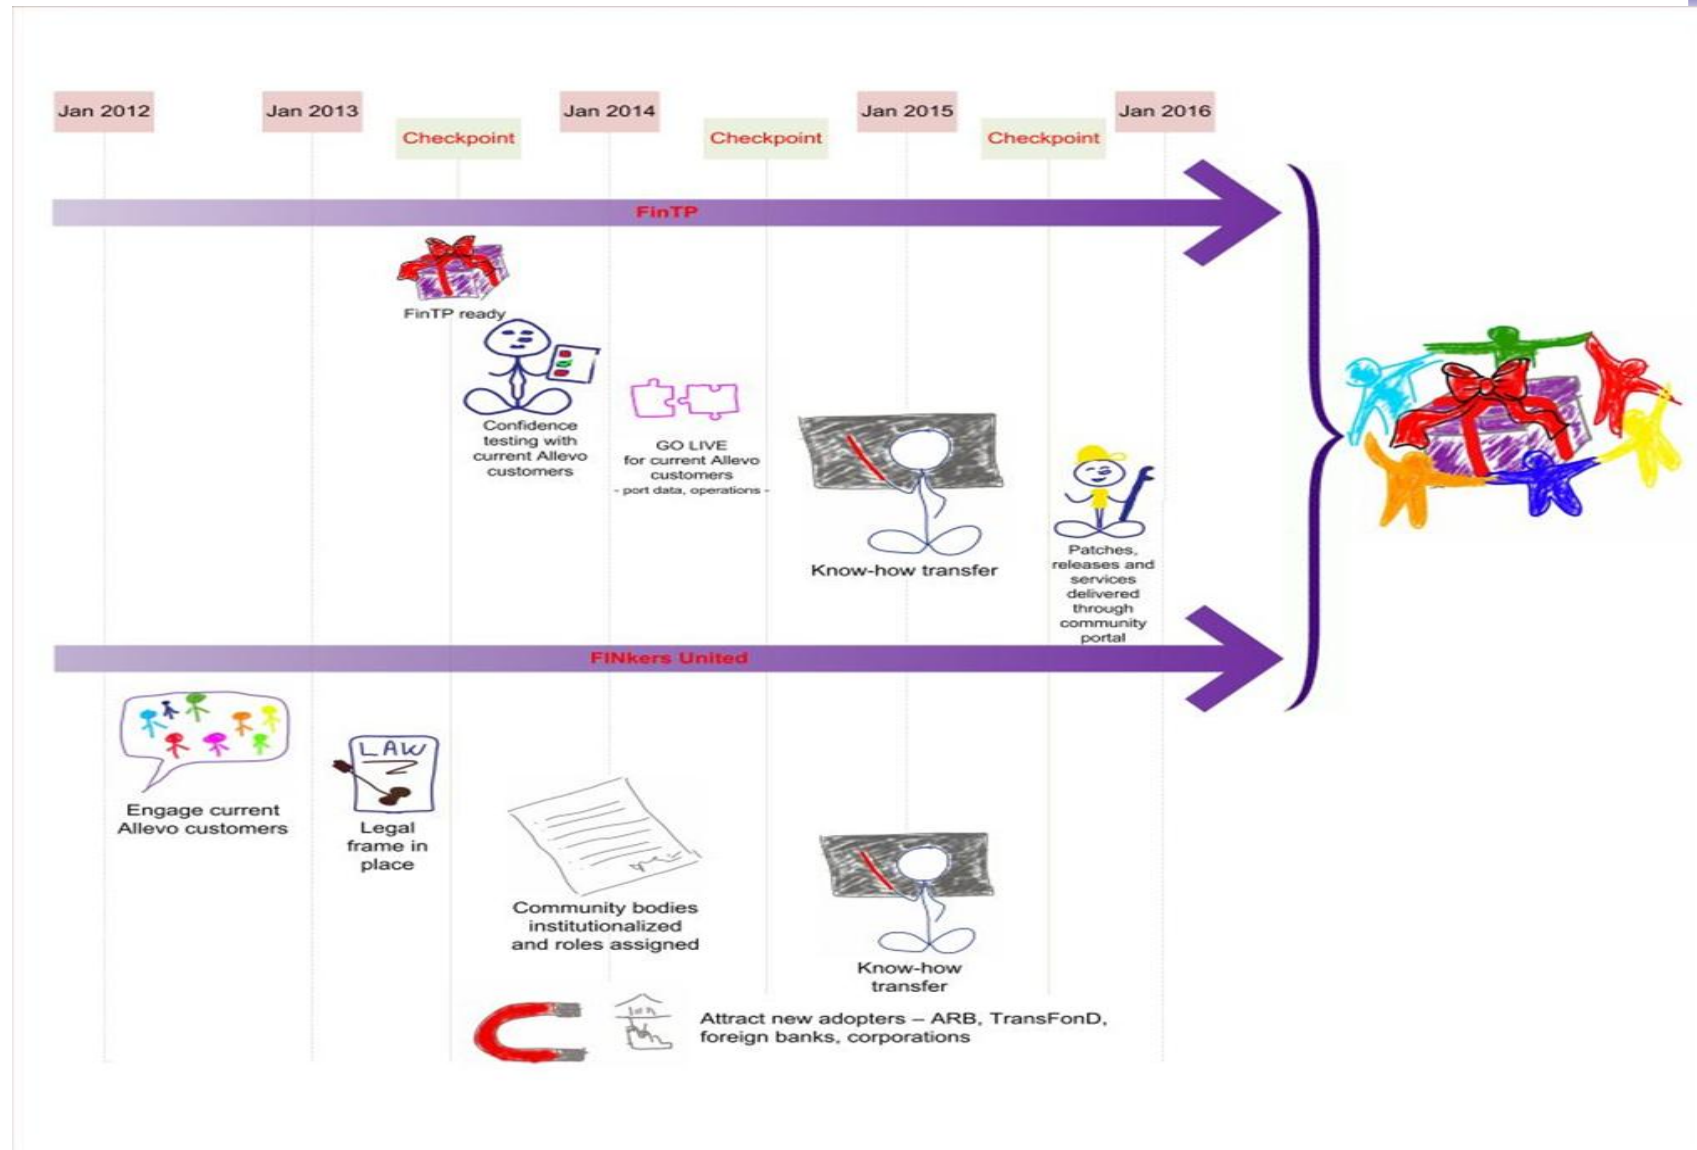 Jan 2012
Jan 2013
Jan 2014
Jan 2015
Jan 2016
Checkpoint
Checkpoint
Checkpoint
FinTP
FinTP ready
Confidence
testing with
current Allevo
customers
GO LIVE
for current Allevo
customers
- port data, operations -
Know-how transfer
Patches,
releases and
services
delivered
through
community
portal
FINkers United
Engage current
Allevo customers
LAW
Legal
frame in
place
Community bodies
institutionalized
and roles assigned
Know-how
transfer
Attract new adopters – ARB, TransFonD,
foreign banks, corporations